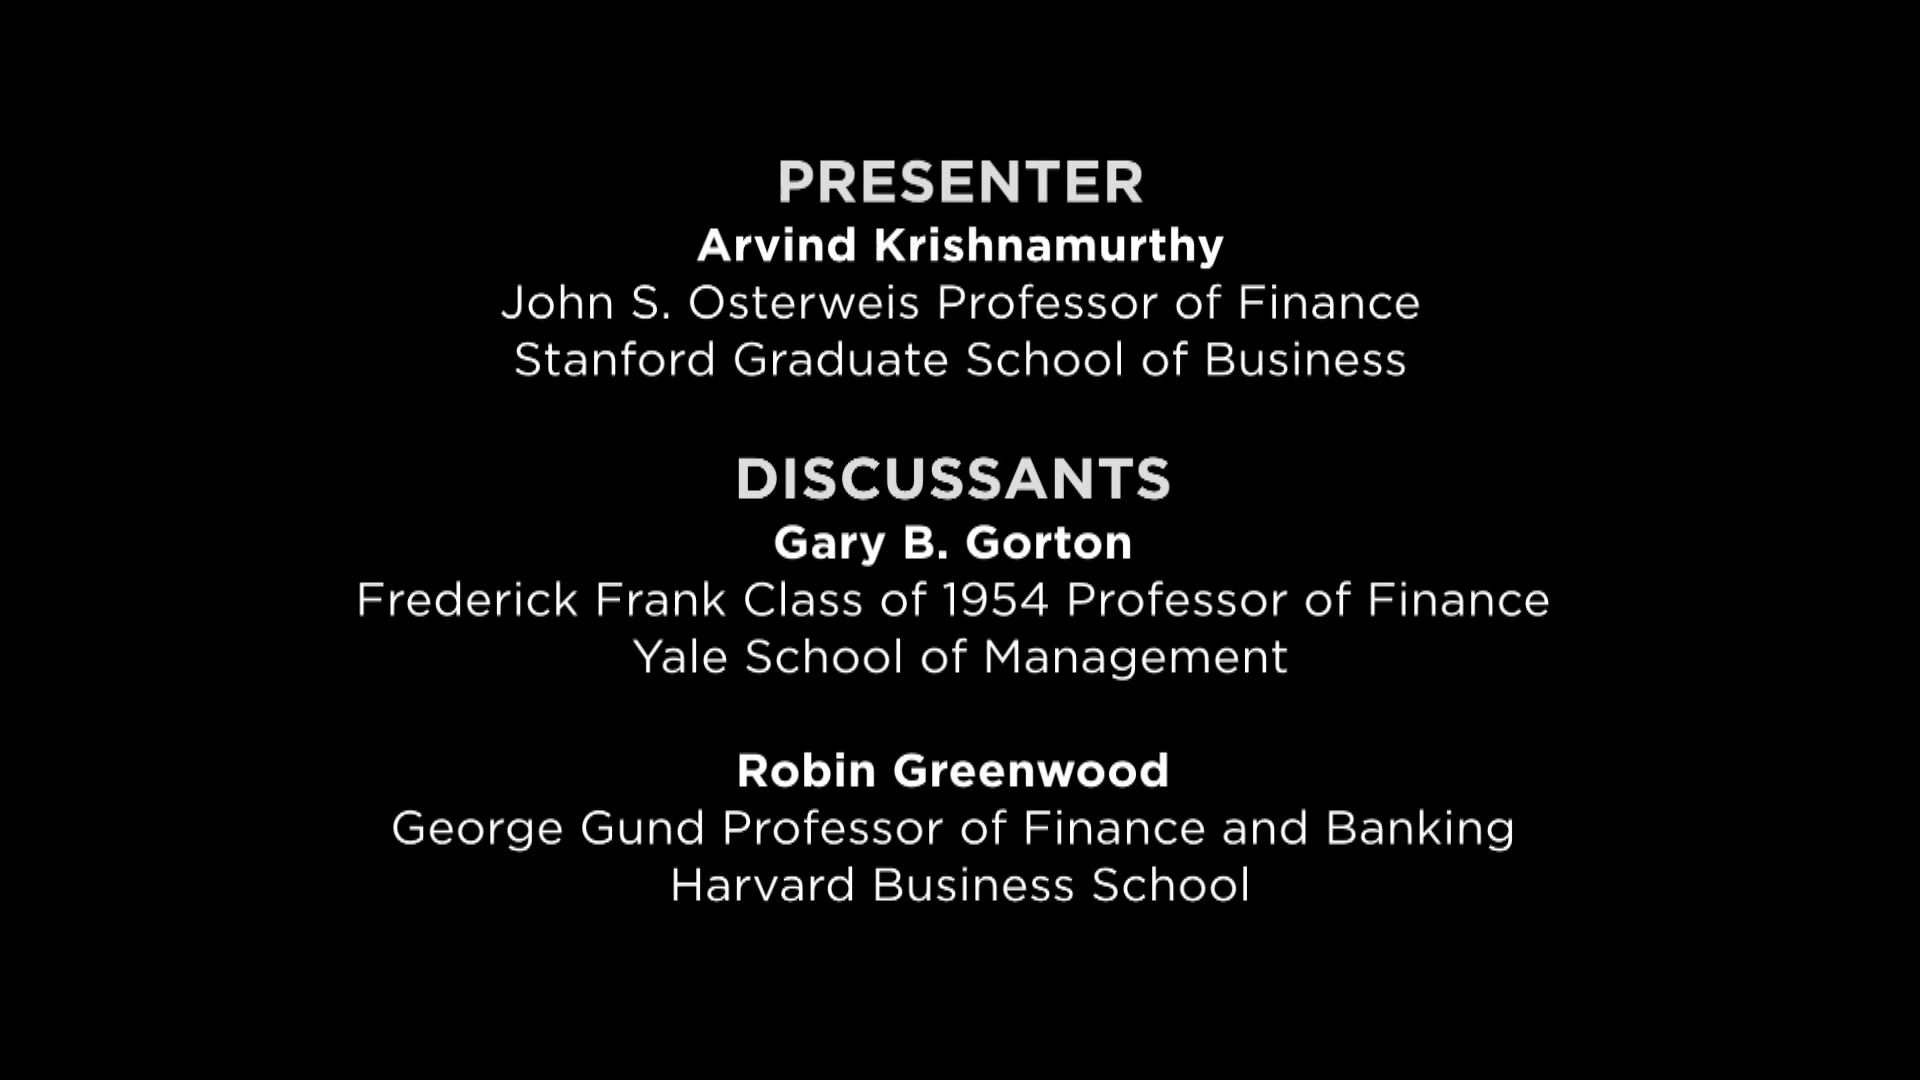 PRESENTER
Arvind Krishnamurthy
John S. Osterweis Professor of Finance
Stanford Graduate School of Business
DISCUSSANTS
Gary B. Gorton
Frederick Frank Class of 1954 Professor of Finance
Yale School of Management
Robin Greenwood
George Gund Professor of Finance and Banking
Harvard Business School